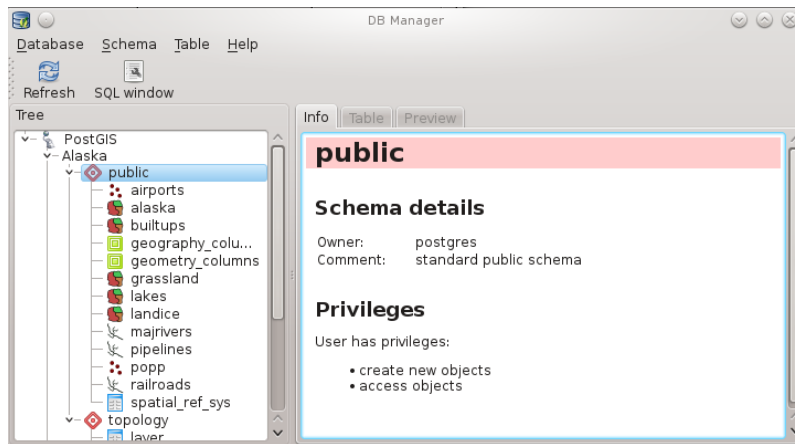 DB Manager
Database Schema Table Help
Refresh SQL window
Tree
PostGIS
Alaska
public
airports
alaska
builtups
geography_colu...
geometry_columns
grassland
lakes
landice
majrivers
pipelines
popp
railroads
spatial_ref_sys
topology
layer
Info Table Preview
public
Schema details
Owner: postgres
Comment: standard public schema
Privileges
User has privileges:
• create new objects
• access objects